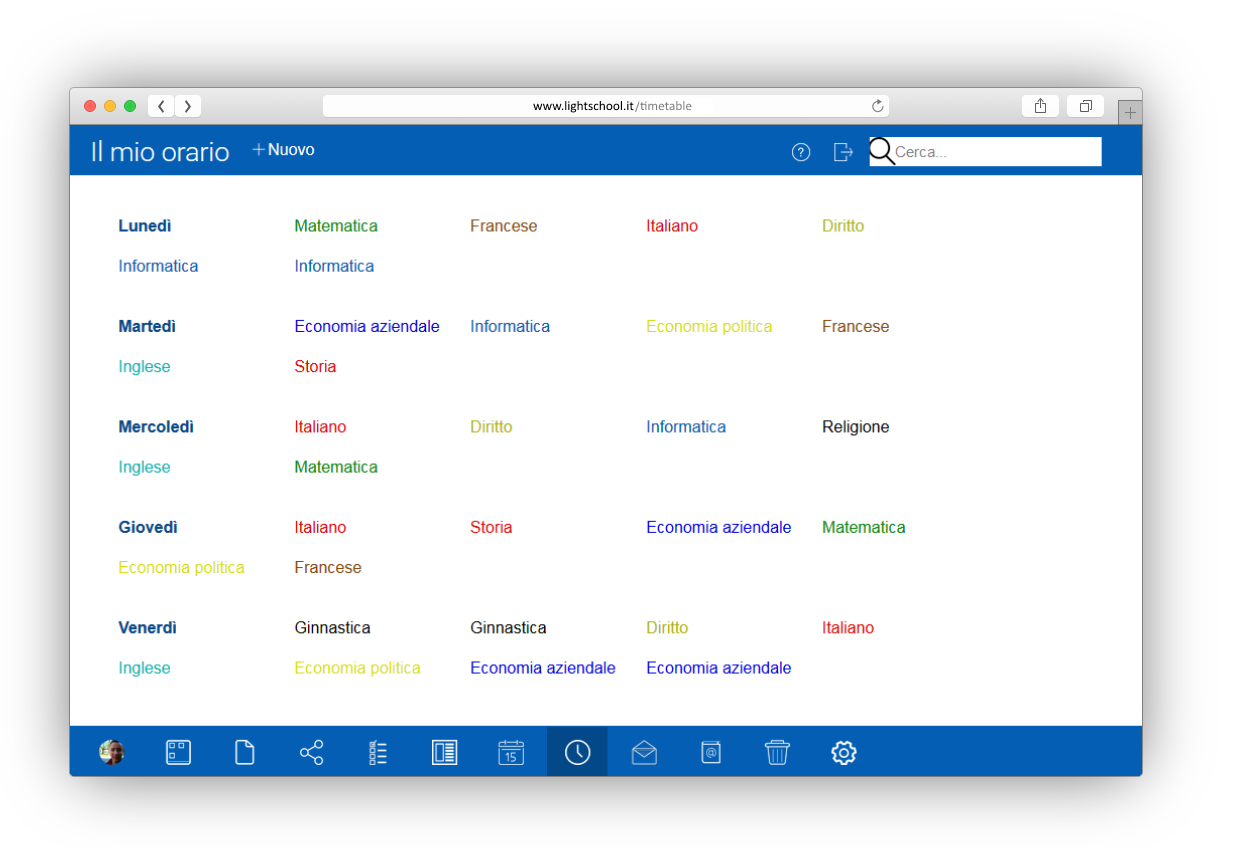 www.lightschool.it/timetable
Il mio orario + Nuovo Cerca...
Lunedì Matematica Francese Italiano Diritto
Informatica Informatica
Martedì Economia aziendale Informatica Economia politica Francese
Inglese Storia
Mercoledì Italiano Diritto Informatica Religione
Inglese Matematica
Giovedì Italiano Storia Economia aziendale Matematica
Economia politica Francese
Venerdì Ginnastica Ginnastica Diritto Italiano
Inglese Economia politica Economia aziendale Economia aziendale
15 @